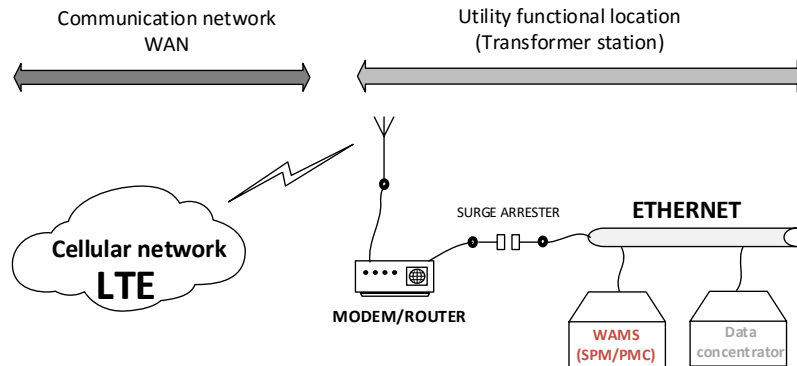 Communication network
WAN
Utility functional location
(Transformer station)
SURGE ARRESTER
ETHERNET
Cellular network
LTE
MODEM/ROUTER
WAMS
(SPM/PMC)
Data
concentrator